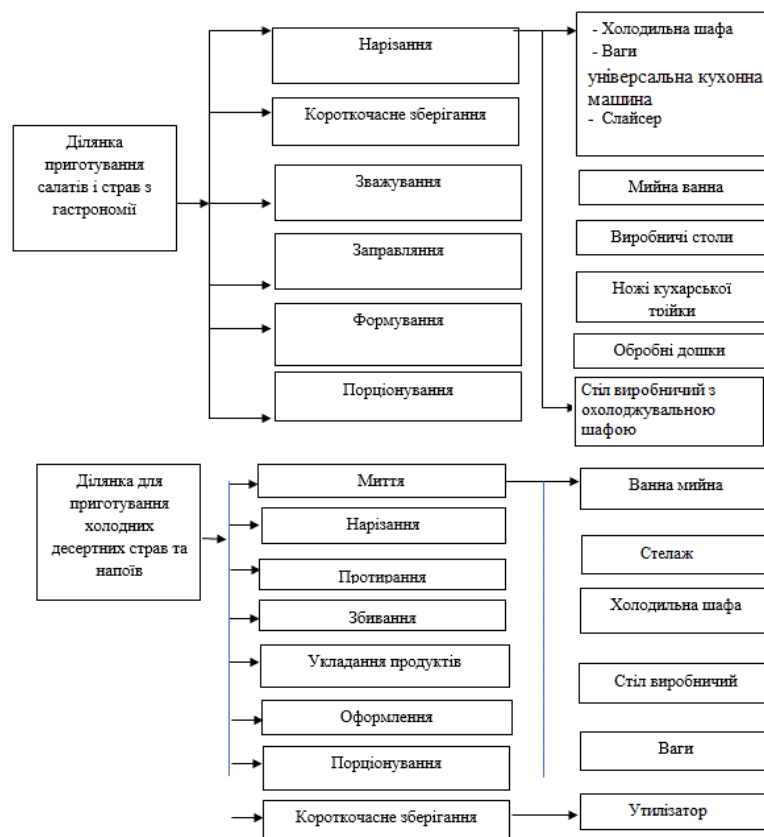 Ділянка
приготування
салатів і страв з
гастрономії
Нарізання
Короткочасне зберігання
Зважування
Заправляння
Формування
Порціонування
- Холодильна шафа
- Ваги
універсальна кухонна
машина
- Слайсер
Мийна ванна
Виробничі столи
Ножі кухарської
трійки
Обробні дошки
Стіл виробничий з
охолоджувальною
шафою
Ділянка для
приготування
холодних
десертних страв та
напоїв
Миття
Нарізання
Протирання
Збивання
Укладання продуктів
Оформлення
Порціонування
Короткочасне зберігання
Ванна мийна
Стелаж
Холодильна шафа
Стіл виробничий
Ваги
Утилізатор